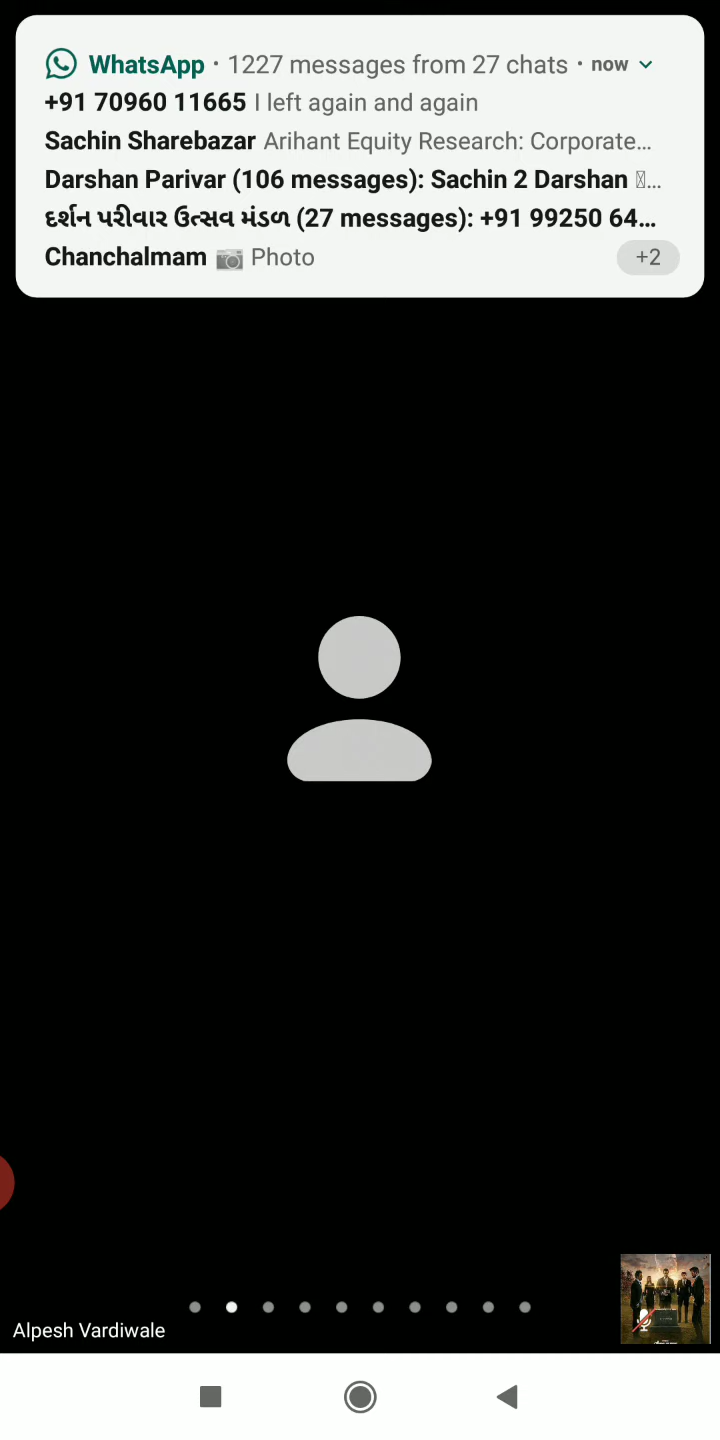 WhatsApp · 1227 messages from 27 chats · now
+91 70960 11665 I left again and again
Sachin Sharebazar Arihant Equity Research: Corporate...
Darshan Parivar (106 messages): Sachin 2 Darshan ...
દર્શન પરીવાર ઉત્સવ મંડળ (27 messages): +91 99250 64...
Chanchalmam 📷 Photo +2
Alpesh Vardiwale